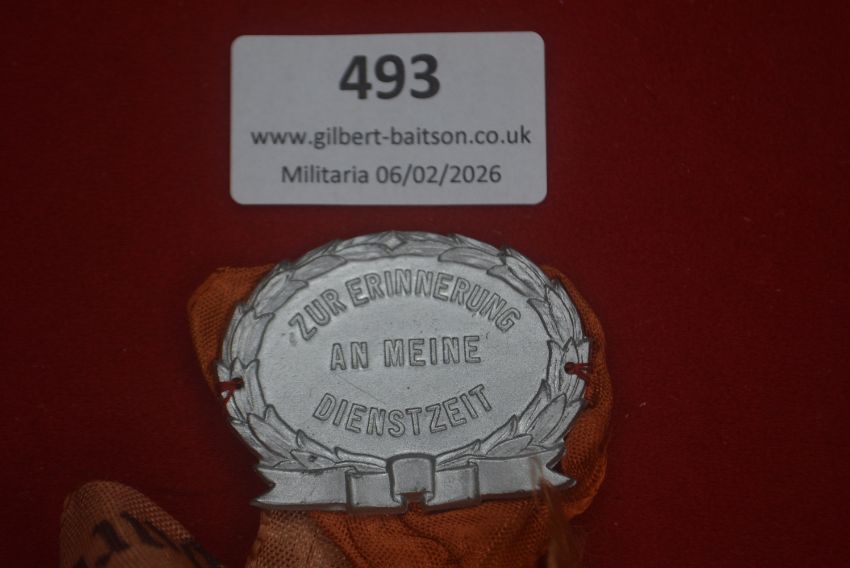 493
www.gilbert-baitson.co.uk
Militaria 06/02/2026
ZUR ERINNERUNG
AN MEINE
DIENSTZEIT